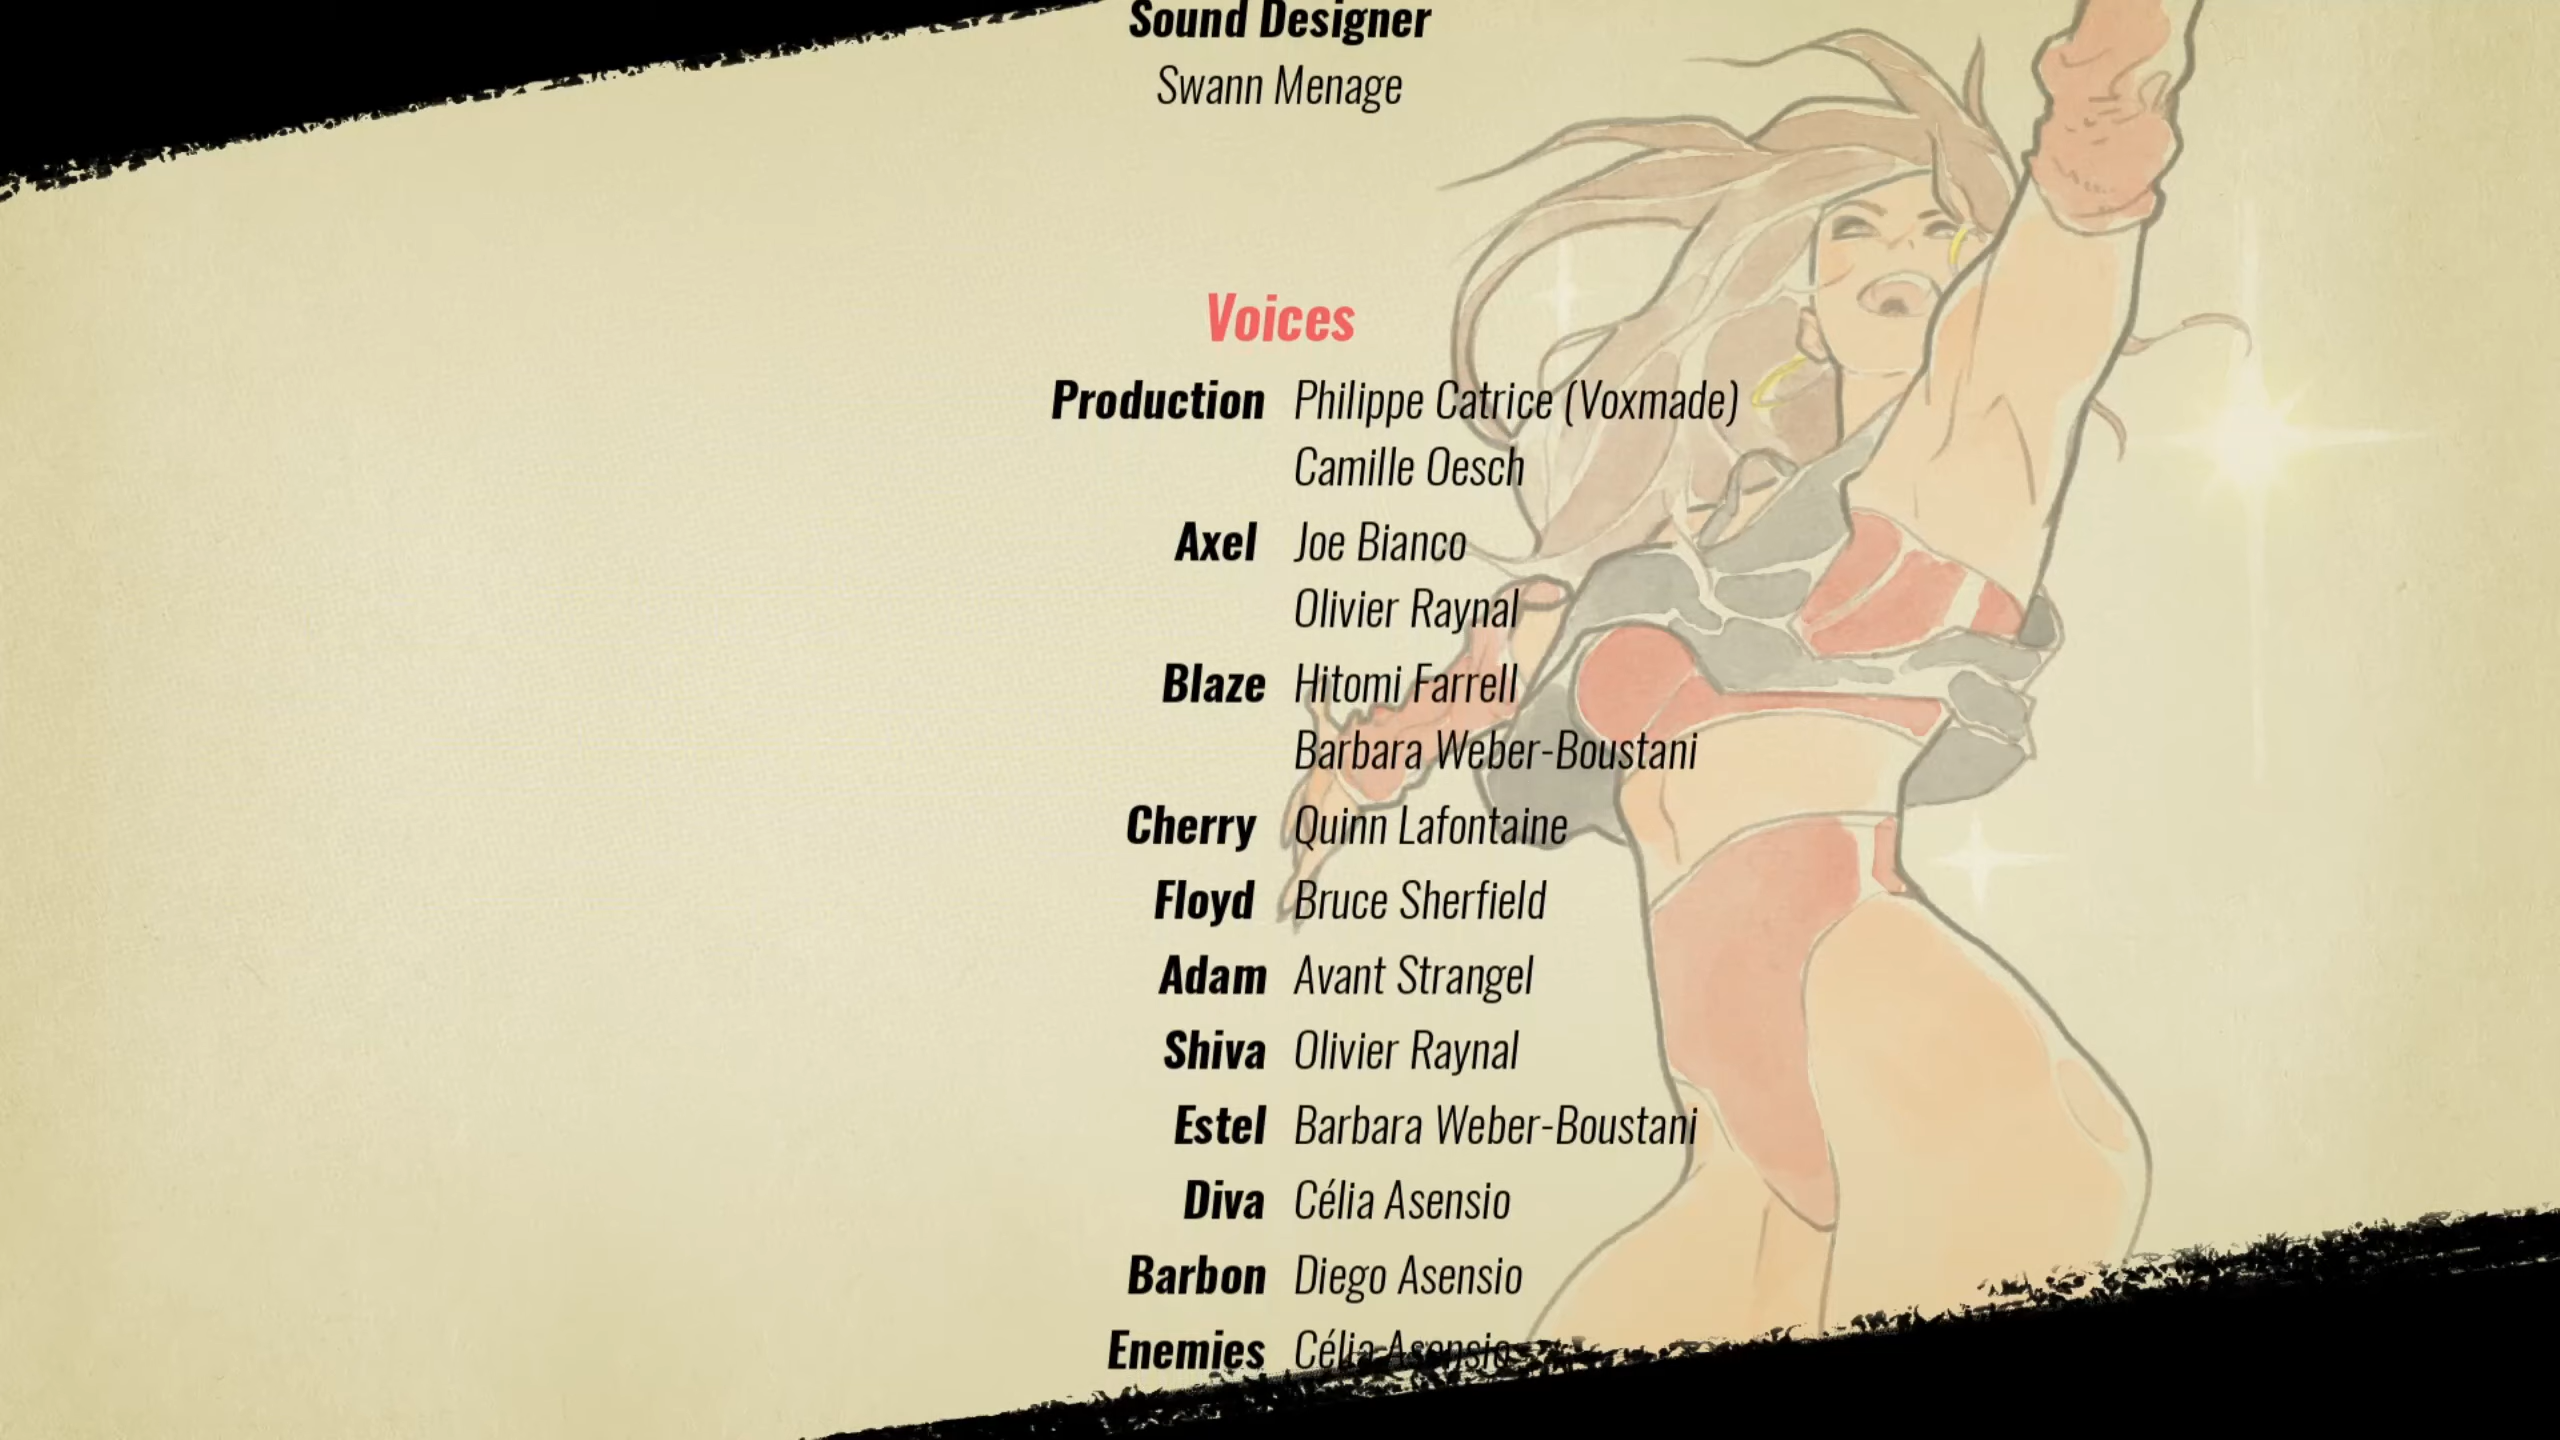 Sound Designer
Swann Menage
Voices
Production Philippe Catrice (Voxmade)
Camille Oesch
Axel Joe Bianco
Olivier Raynal
Blaze Hitomi Farrell
Barbara Weber-Boustani
Cherry Quinn Lafontaine
Floyd Bruce Sherfield
Adam Avant Strangel
Shiva Olivier Raynal
Estel Barbara Weber-Boustani
Diva Célia Asensio
Barbon Diego Asensio
Enemies Célia Asensio